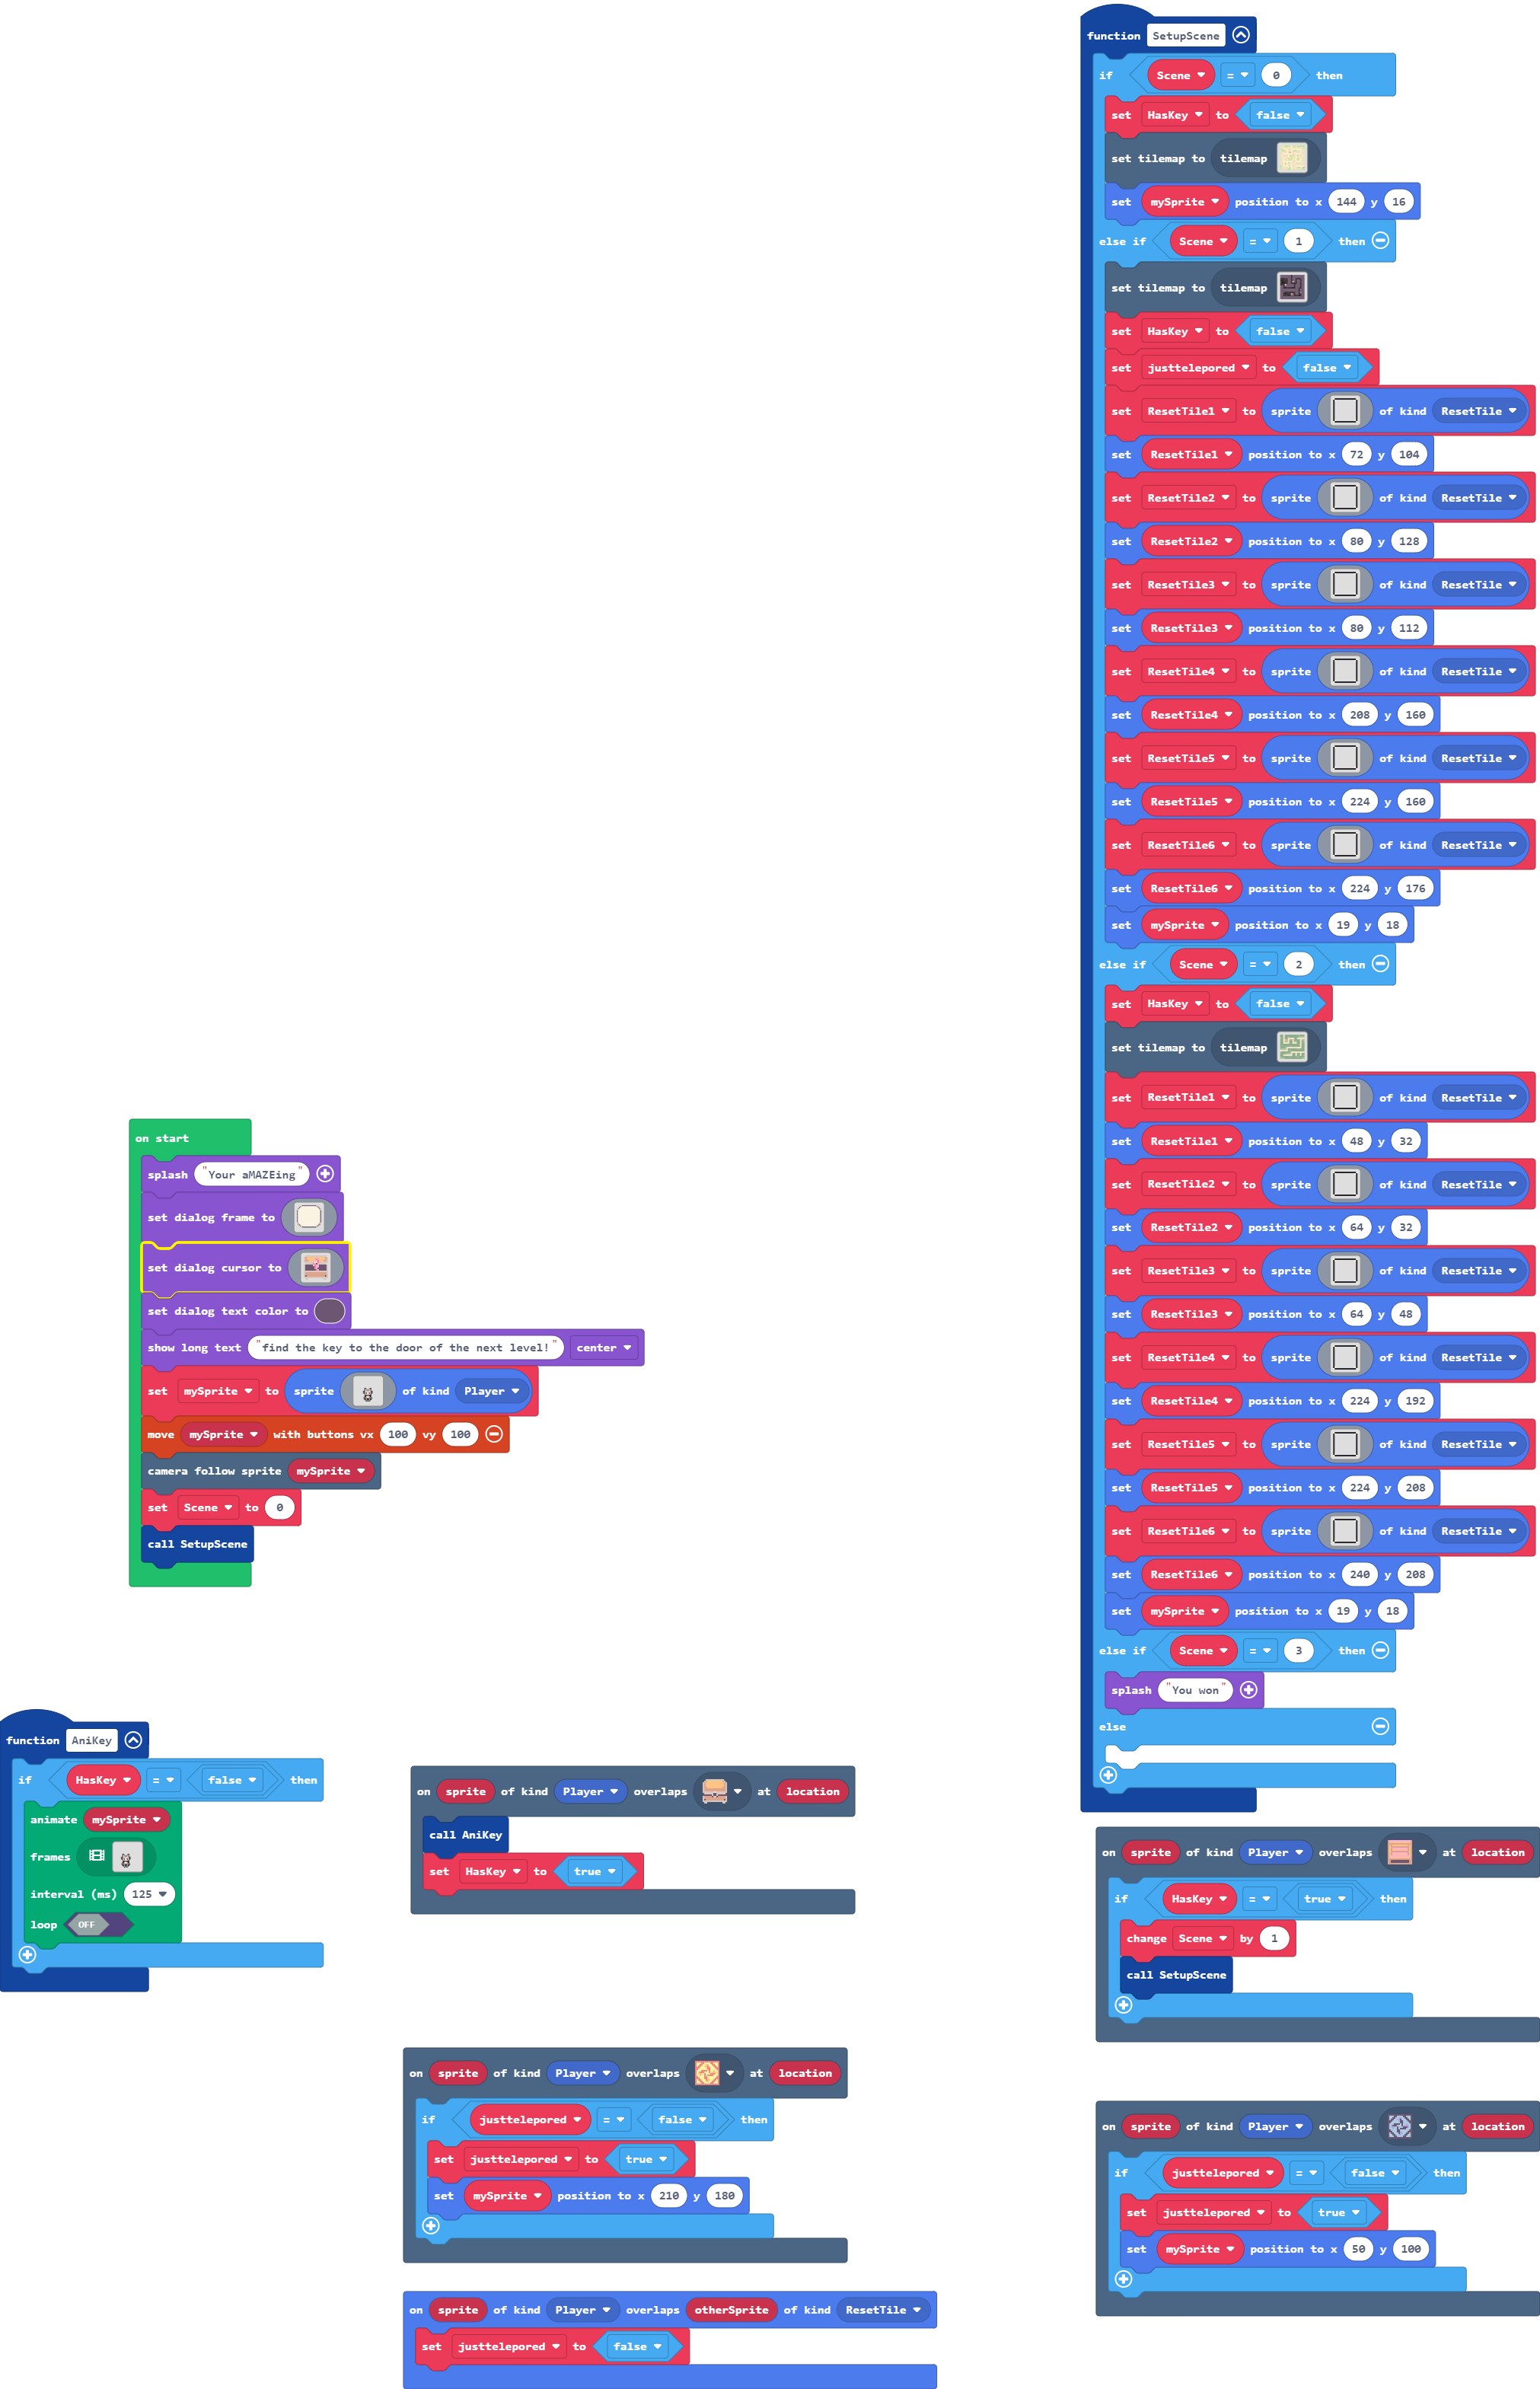 function SetupScene
if Scene = 0 then
set HasKey to false
set tilemap to tilemap
set mySprite position to x 144 y 16
else if Scene = 1 then
set tilemap to tilemap
set HasKey to false
set justtelepored to false
set ResetTile1 to sprite of kind ResetTile
set ResetTile1 position to x 72 y 104
set ResetTile2 to sprite of kind ResetTile
set ResetTile2 position to x 80 y 128
set ResetTile3 to sprite of kind ResetTile
set ResetTile3 position to x 80 y 112
set ResetTile4 to sprite of kind ResetTile
set ResetTile4 position to x 208 y 160
set ResetTile5 to sprite of kind ResetTile
set ResetTile5 position to x 224 y 160
set ResetTile6 to sprite of kind ResetTile
set ResetTile6 position to x 224 y 176
set mySprite position to x 19 y 18
else if Scene = 2 then
set HasKey to false
set tilemap to tilemap
set ResetTile1 to sprite of kind ResetTile
set ResetTile1 position to x 48 y 32
set ResetTile2 to sprite of kind ResetTile
set ResetTile2 position to x 64 y 32
set ResetTile3 to sprite of kind ResetTile
set ResetTile3 position to x 64 y 48
set ResetTile4 to sprite of kind ResetTile
set ResetTile4 position to x 224 y 192
set ResetTile5 to sprite of kind ResetTile
set ResetTile5 position to x 224 y 208
set ResetTile6 to sprite of kind ResetTile
set ResetTile6 position to x 240 y 208
set mySprite position to x 19 y 18
else if Scene = 3 then
splash "You won"
else
on start
splash "Your aMAZEing"
set dialog frame to
set dialog cursor to
set dialog text color to
show long text "find the key to the door of the next level!" center
set mySprite to sprite of kind Player
move mySprite with buttons vx 100 vy 100
camera follow sprite mySprite
set Scene to 0
call SetupScene
function AniKey
if HasKey = false then
animate mySprite
frames
interval (ms) 125
loop OFF
on sprite of kind Player overlaps at location
call AniKey
set HasKey to true
on sprite of kind Player overlaps at location
if HasKey = true then
change Scene by 1
call SetupScene
on sprite of kind Player overlaps at location
if justtelepored = false then
set justtelepored to true
set mySprite position to x 210 y 180
on sprite of kind Player overlaps at location
if justtelepored = false then
set justtelepored to true
set mySprite position to x 50 y 100
on sprite of kind Player overlaps otherSprite of kind ResetTile
set justtelepored to false